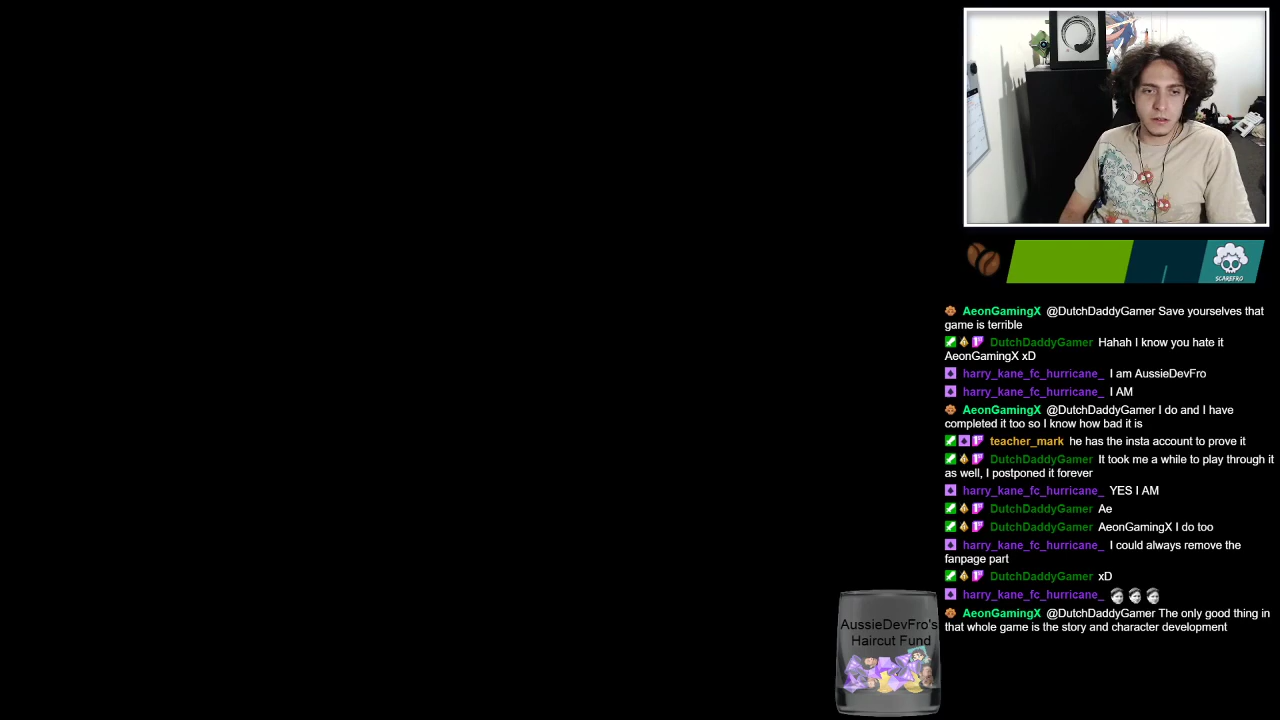 SCAREFRO
AeonGamingX @DutchDaddyGamer Save yourselves that
game is terrible
DutchDaddyGamer Hahah I know you hate it
AeonGamingX xD
harry_kane_fc_hurricane_ I am AussieDevFro
harry_kane_fc_hurricane_ I AM
AeonGamingX @DutchDaddyGamer I do and I have
completed it too so I know how bad it is
teacher_mark he has the insta account to prove it
DutchDaddyGamer It took me a while to play through it
as well, I postponed it forever
harry_kane_fc_hurricane_ YES I AM
DutchDaddyGamer Ae
DutchDaddyGamer AeonGamingX I do too
harry_kane_fc_hurricane_ I could always remove the
fanpage part
DutchDaddyGamer xD
harry_kane_fc_hurricane_
AeonGamingX @DutchDaddyGamer The only good thing in
that whole game is the story and character development
AussieDevFro's
Haircut Fund